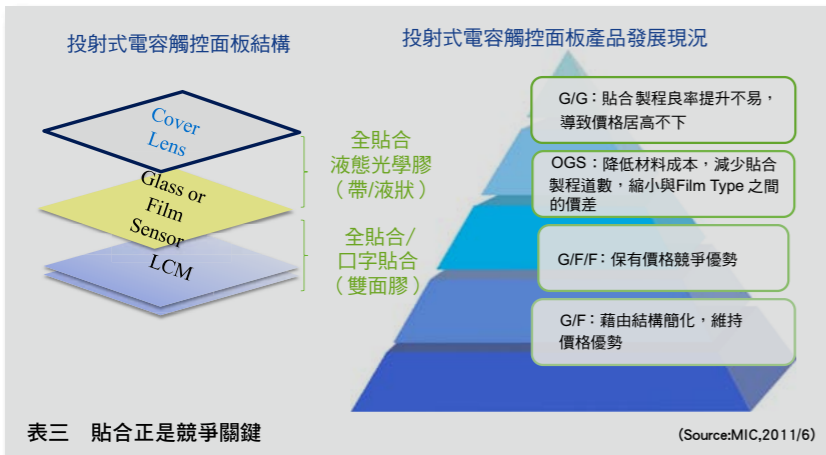 投射式電容觸控面板結構
Cover
Lens
Glass or
Film
Sensor
LCM
全貼合
液態光學膠
（帶/液狀）
全貼合/
口字貼合
（雙面膠）
投射式電容觸控面板產品發展現況
G/G：貼合製程良率提升不易，
導致價格居高不下
OGS：降低材料成本，減少貼合
製程道數，縮小與Film Type 之間
的價差
G/F/F：保有價格競爭優勢
G/F：藉由結構簡化，維持
價格優勢
表三 貼合正是競爭關鍵
(Source:MIC,2011/6)